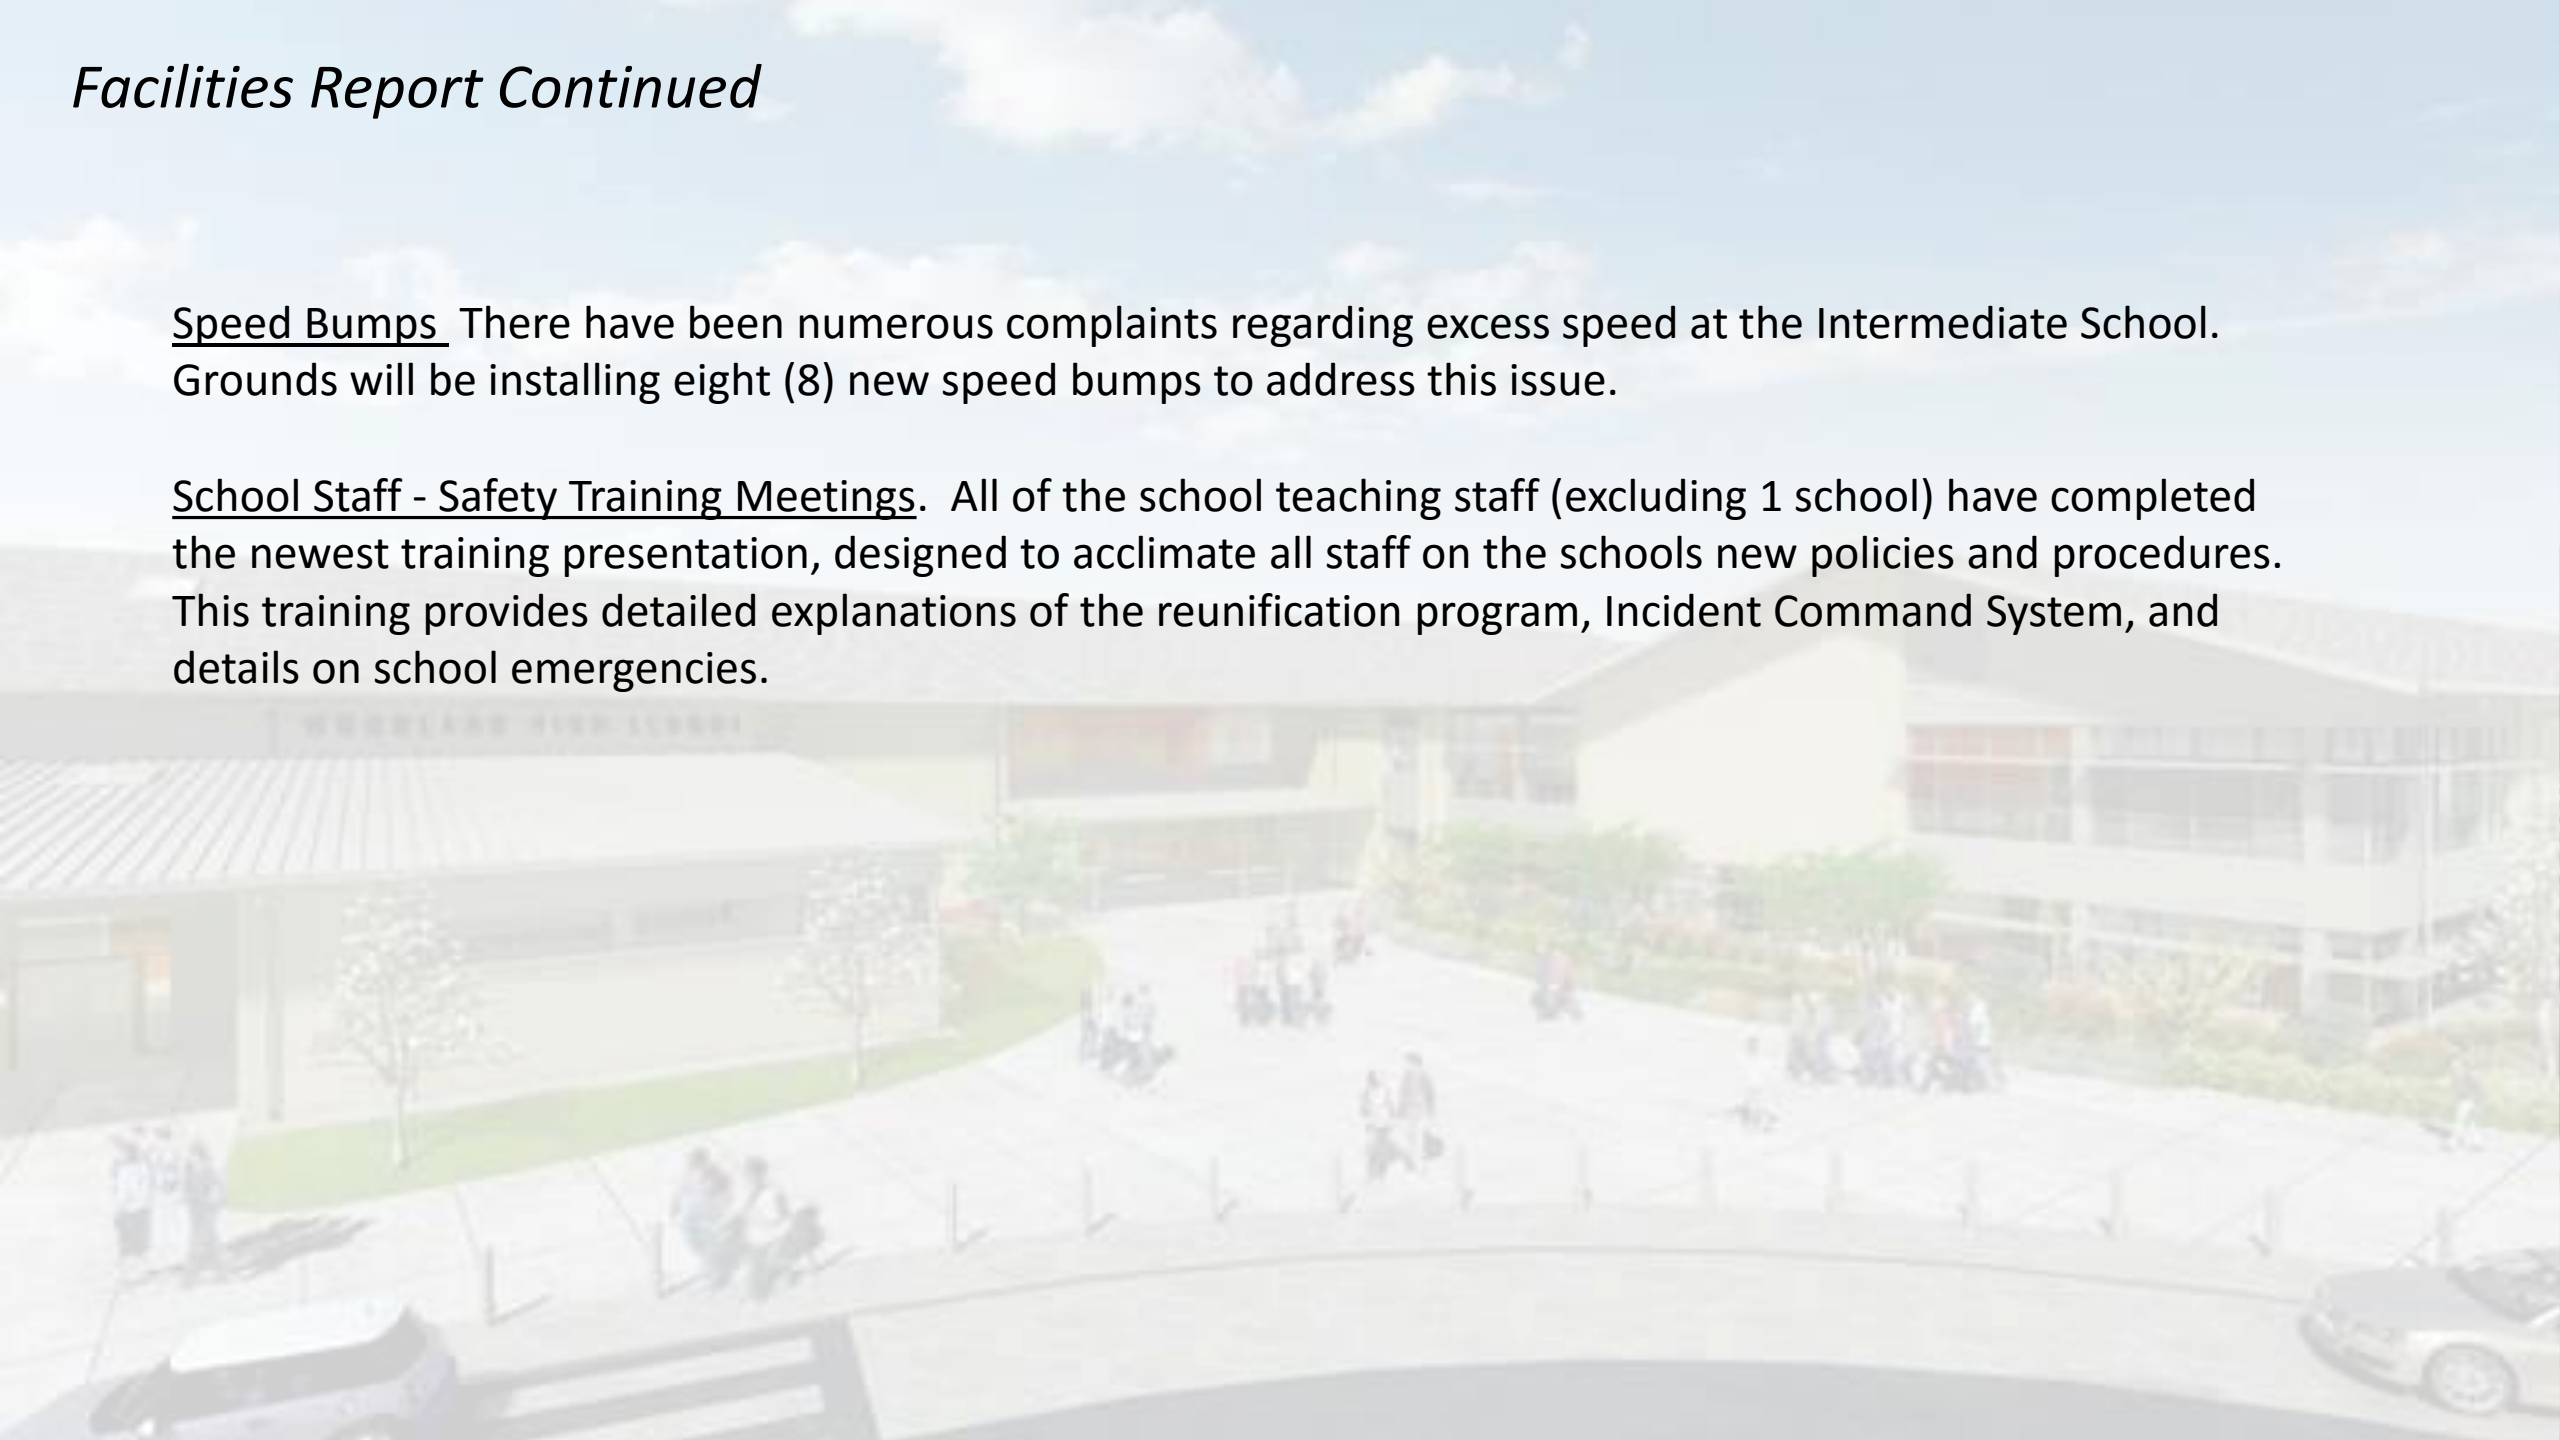 Facilities Report Continued
Speed Bumps  There have been numerous complaints regarding excess speed at the Intermediate School.
Grounds will be installing eight (8) new speed bumps to address this issue.
School Staff - Safety Training Meetings.  All of the school teaching staff (excluding 1 school) have completed
the newest training presentation, designed to acclimate all staff on the schools new policies and procedures.
This training provides detailed explanations of the reunification program, Incident Command System, and
details on school emergencies.
WOODLAND HIGH SCHOOL